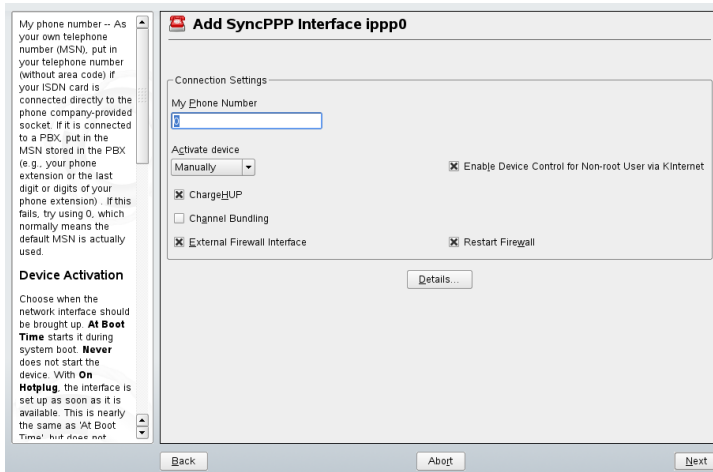 My phone number -- As
your own telephone
number (MSN), put in
your telephone number
(without area code) if
your ISDN card is
connected directly to the
phone company-provided
socket. If it is connected
to a PBX, put in the
MSN stored in the PBX
(e.g., your phone
extension or the last
digit or digits of your
phone extension) . If this
fails, try using 0, which
normally means the
default MSN is actually
used.
Device Activation
Choose when the
network interface should
be brought up. At Boot
Time starts it during
system boot. Never
does not start the
device. With On
Hotplug, the interface is
set up as soon as it is
available. This is nearly
the same as 'At Boot
Time', but does not
Add SyncPPP Interface ippp0
Connection Settings
My Phone Number
0
Activate device
Manually
Enable Device Control for Non-root User via KInternet
ChargeHUP
Channel Bundling
External Firewall Interface
Restart Firewall
Details...
Back
Abort
Next